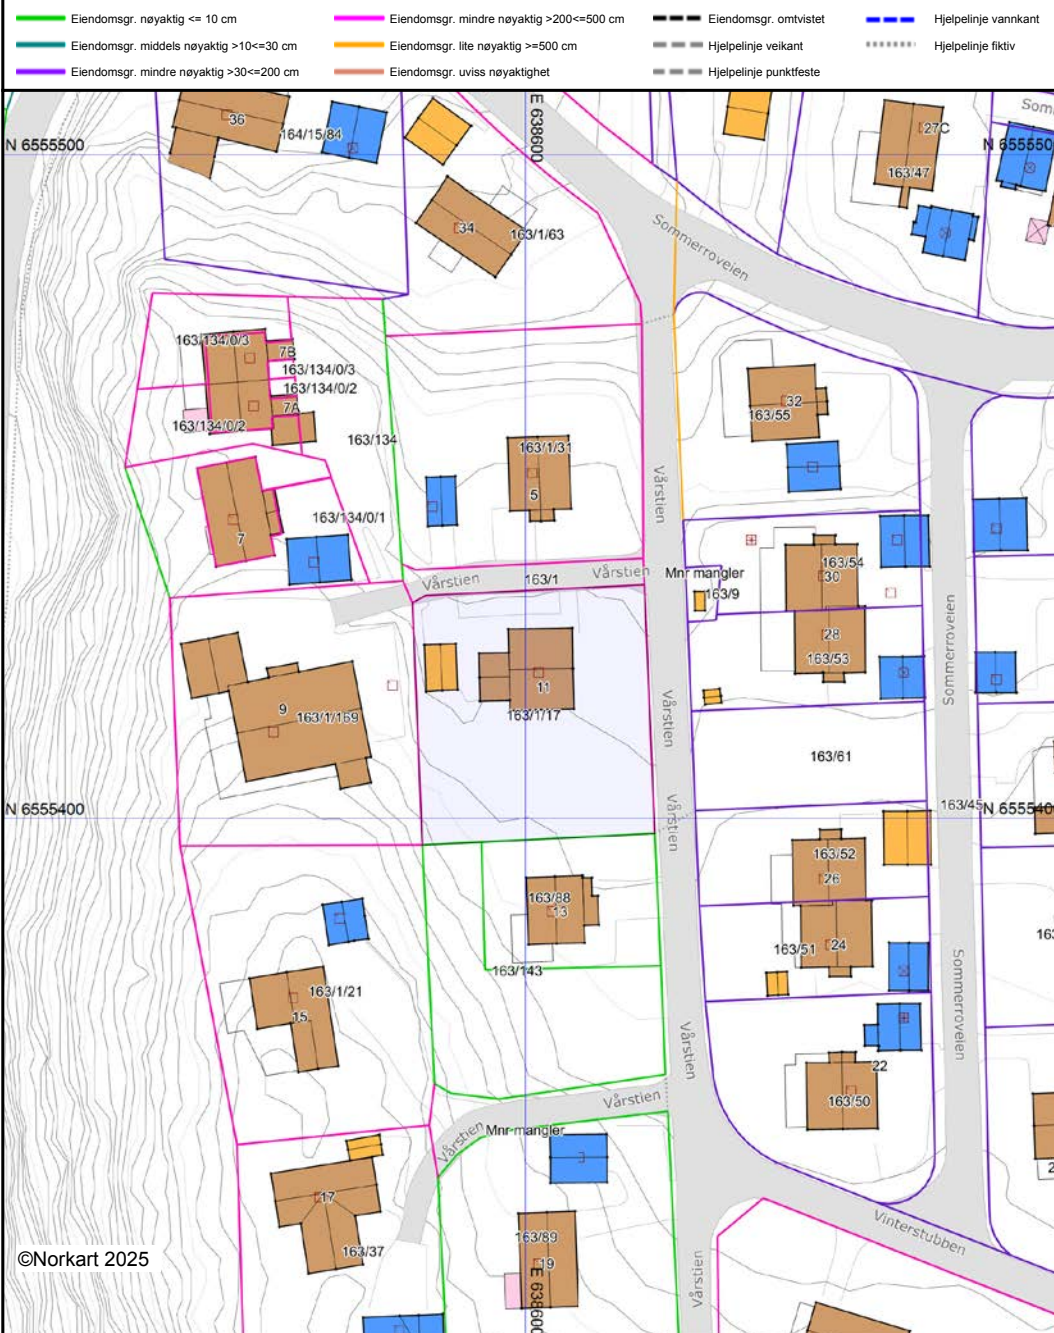 Eiendomsgr. nøyaktig <= 10 cm
Eiendomsgr. mindre nøyaktig >200<=500 cm
Eiendomsgr. omtvistet
Hjelpelinje vannkant
Eiendomsgr. middels nøyaktig >10<=30 cm
Eiendomsgr. lite nøyaktig >=500 cm
Hjelpelinje veikant
Hjelpelinje fiktiv
Eiendomsgr. mindre nøyaktig >30<=200 cm
Eiendomsgr. uviss nøyaktighet
Hjelpelinje punktfeste
E 638600
36
164/15/84
27C
N 6555500
N 6555500
163/47
34
163/1/63
Sommerroveien
163/134/0/3
7B
163/134/0/3
163/134/0/2
7A
163/134/0/2
163/134
32
163/55
163/1/31
5
Vårstien
163/134/0/1
7
Vårstien
163/1
Vårstien
Mnr mangler
163/9
163/54
30
28
163/53
Sommerroveien
11
163/1/17
9
163/1/169
Vårstien
163/61
N 6555400
163/45
Vårstien
163/52
26
163/88
13
163/51
24
163/143
Sommerroveien
163/1/21
15
Vårstien
22
163/50
Vårstien
Mnr mangler
Vårstien
17
163/37
163/89
19
E 638600
Vårstien
Vinterstubben
©Norkart 2025